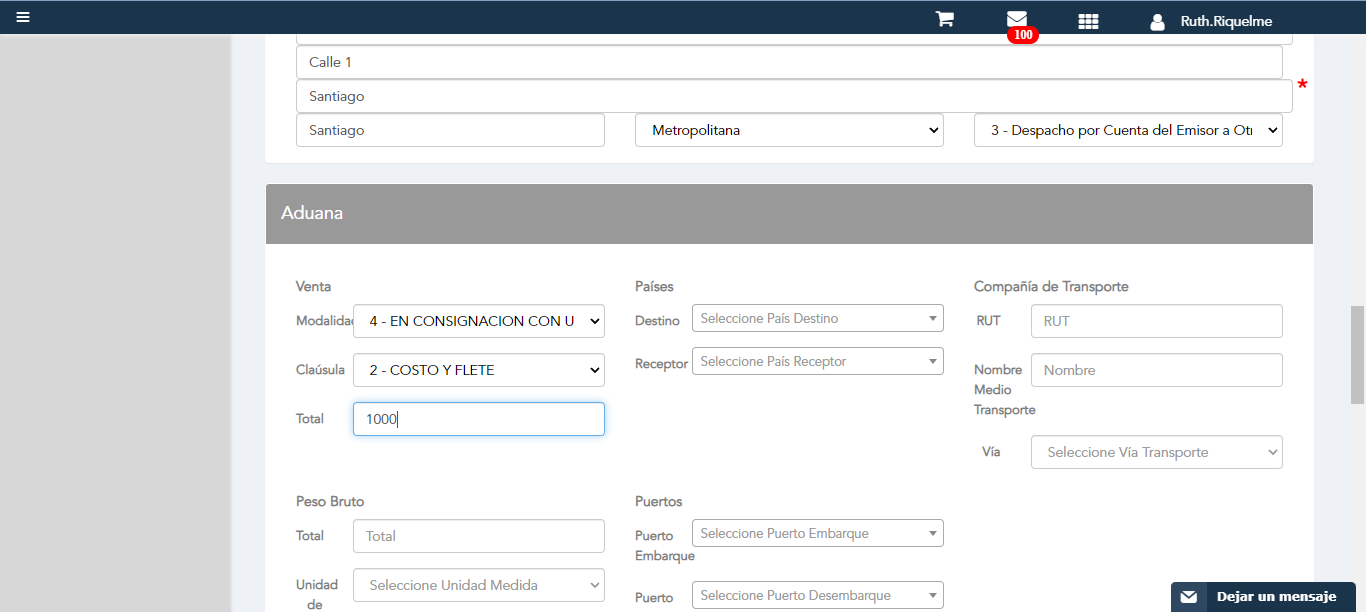 100
Ruth.Riquelme
Calle 1
Santiago
*
Santiago
Metropolitana
3 - Despacho por Cuenta del Emisor a Otr
Aduana
Venta
Modalidad
4 - EN CONSIGNACION CON U
Claúsula
2 - COSTO Y FLETE
Total
1000
Países
Destino
Seleccione País Destino
Receptor
Seleccione País Receptor
Compañía de Transporte
RUT
RUT
Nombre
Medio
Transporte
Nombre
Vía
Seleccione Vía Transporte
Peso Bruto
Total
Total
Unidad
de
Seleccione Unidad Medida
Puertos
Puerto
Embarque
Seleccione Puerto Embarque
Puerto
Seleccione Puerto Desembarque
Dejar un mensaje